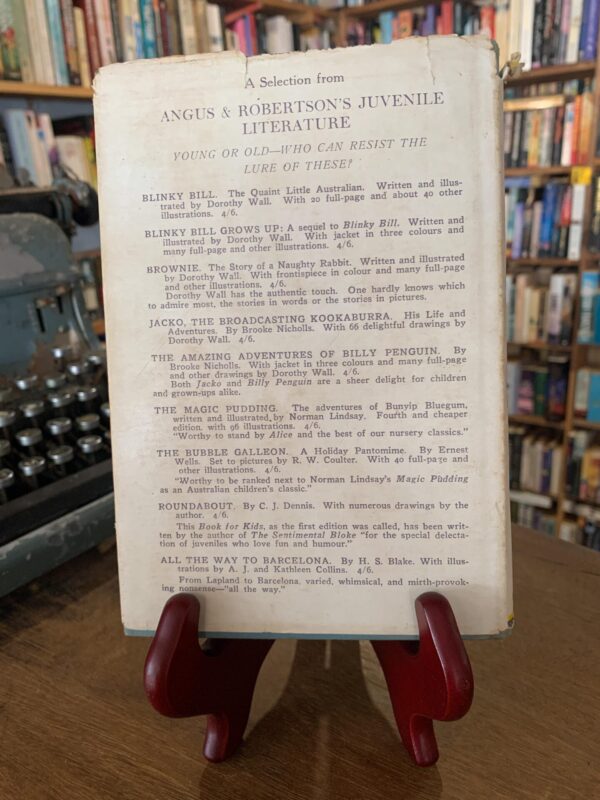 A Selection from
ANGUS & ROBERTSON'S JUVENILE
LITERATURE
YOUNG OR OLD—WHO CAN RESIST THE
LURE OF THESE?
BLINKY BILL. The Quaint Little Australian. Written and illus-
trated by Dorothy Wall. With 20 full-page and about 40 other
illustrations. 4/6.
BLINKY BILL GROWS UP: A sequel to Blinky Bill. Written and
illustrated by Dorothy Wall. With jacket in three colours and
many full-page and other illustrations. 4/6.
BROWNIE. The Story of a Naughty Rabbit. Written and illustrated
by Dorothy Wall. With frontispiece in colour and many full-page
and other illustrations. 4/6.
Dorothy Wall has the authentic touch. One hardly knows which
to admire most, the stories in words or the stories in pictures.
JACKO, THE BROADCASTING KOOKABURRA. His Life and
Adventures. By Brooke Nicholls. With 66 delightful drawings by
Dorothy Wall. 4/6.
THE AMAZING ADVENTURES OF BILLY PENGUIN. By
Brooke Nicholls. With jacket in three colours and many full-page
and other drawings by Dorothy Wall. 4/6.
Both Jacko and Billy Penguin are a sheer delight for children
and grown-ups alike.
THE MAGIC PUDDING. The adventures of Bunyip Bluegum,
written and illustrated by Norman Lindsay. Fourth and cheaper
edition, with 96 illustrations. 4/6.
"Worthy to stand by Alice and the best of our nursery classics."
THE BUBBLE GALLEON. A Holiday Pantomime. By Ernest
Wells. Set to pictures by R. W. Coulter. With 40 full-page and
other illustrations. 4/6.
"Worthy to be ranked next to Norman Lindsay's Magic Pudding
as an Australian children's classic."
ROUNDABOUT. By C. J. Dennis. With numerous drawings by the
author. 4/6.
This Book for Kids, as the first edition was called, has been writ-
ten by the author of The Sentimental Bloke "for the special delecta-
tion of juveniles who love fun and humour."
ALL THE WAY TO BARCELONA. By H. S. Blake. With illus-
trations by A. J. and Kathleen Collins. 4/6.
From Lapland to Barcelona, varied, whimsical, and mirth-provok-
ing nonsense—"all the way."